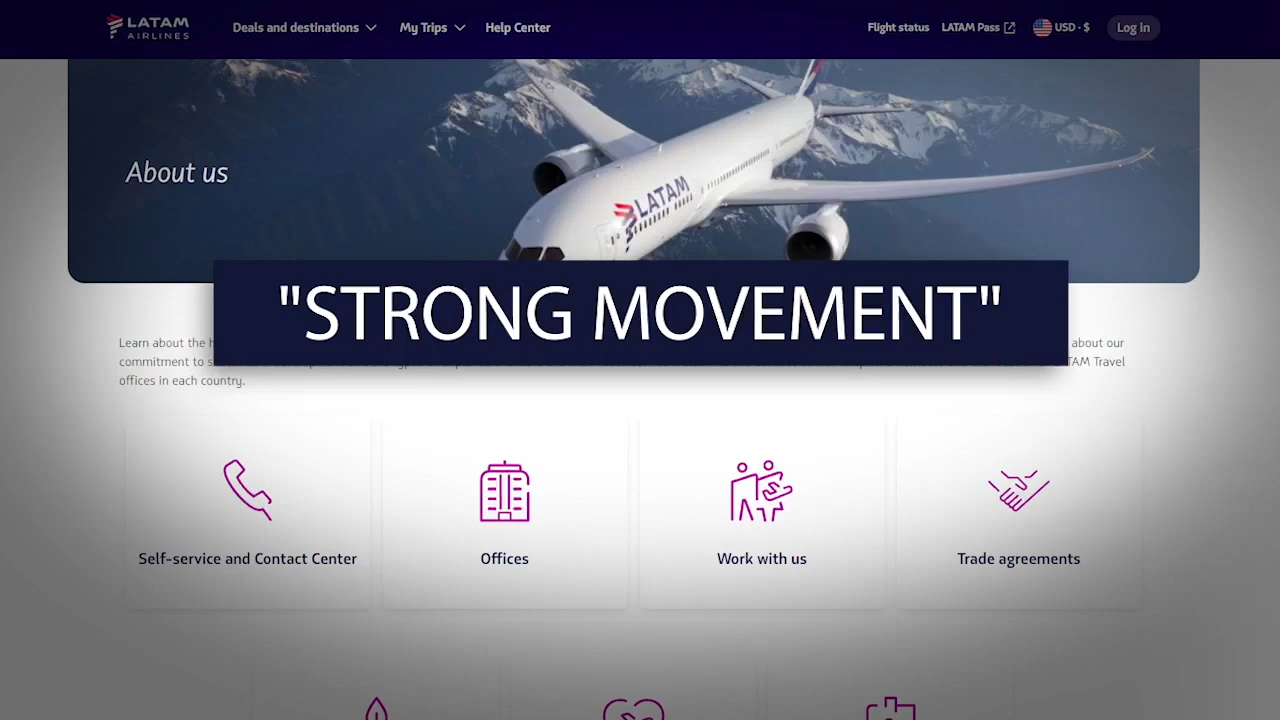 LATAM
AIRLINES
Deals and destinations
My Trips
Help Center
Flight status
LATAM Pass
USD · $
Log in
About us
LATAM
"STRONG MOVEMENT"
Learn about the
about our
commitment to
Travel
offices in each country.
Self-service and Contact Center
Offices
Work with us
Trade agreements